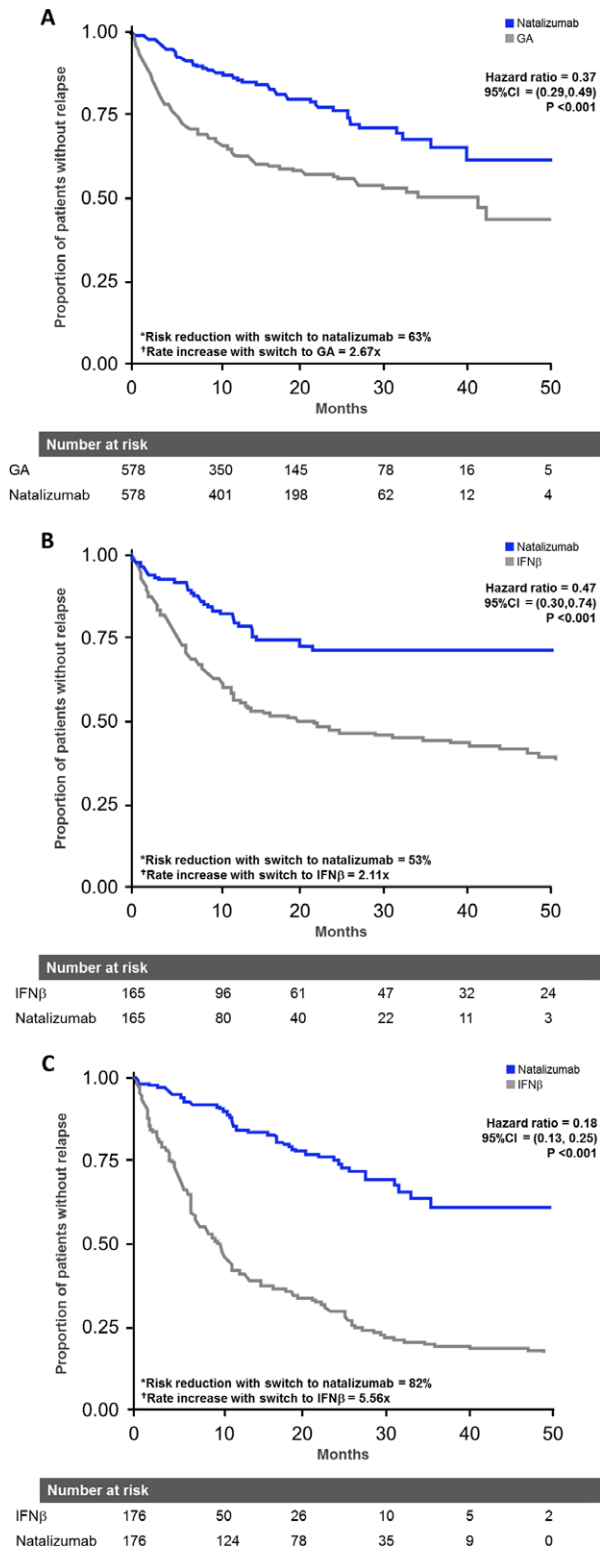 A
Natalizumab
GA
Hazard ratio = 0.37
95%CI = (0.29,0.49)
P <0.001
Proportion of patients without relapse
1.00
0.75
0.50
0.25
0.00
*Risk reduction with switch to natalizumab = 63%
†Rate increase with switch to GA = 2.67x
0 10 20 30 40 50
Months
Number at risk
GA 578 350 145 78 16 5
Natalizumab 578 401 198 62 12 4
B
Natalizumab
IFNβ
Hazard ratio = 0.47
95%CI = (0.30,0.74)
P <0.001
Proportion of patients without relapse
1.00
0.75
0.50
0.25
0.00
*Risk reduction with switch to natalizumab = 53%
†Rate increase with switch to IFNβ = 2.11x
0 10 20 30 40 50
Months
Number at risk
IFNβ 165 96 61 47 32 24
Natalizumab 165 80 40 22 11 3
C
Natalizumab
IFNβ
Hazard ratio = 0.18
95%CI = (0.13, 0.25)
P <0.001
Proportion of patients without relapse
1.00
0.75
0.50
0.25
0.00
*Risk reduction with switch to natalizumab = 82%
†Rate increase with switch to IFNβ = 5.56x
0 10 20 30 40 50
Months
Number at risk
IFNβ 176 50 26 10 5 2
Natalizumab 176 124 78 35 9 0